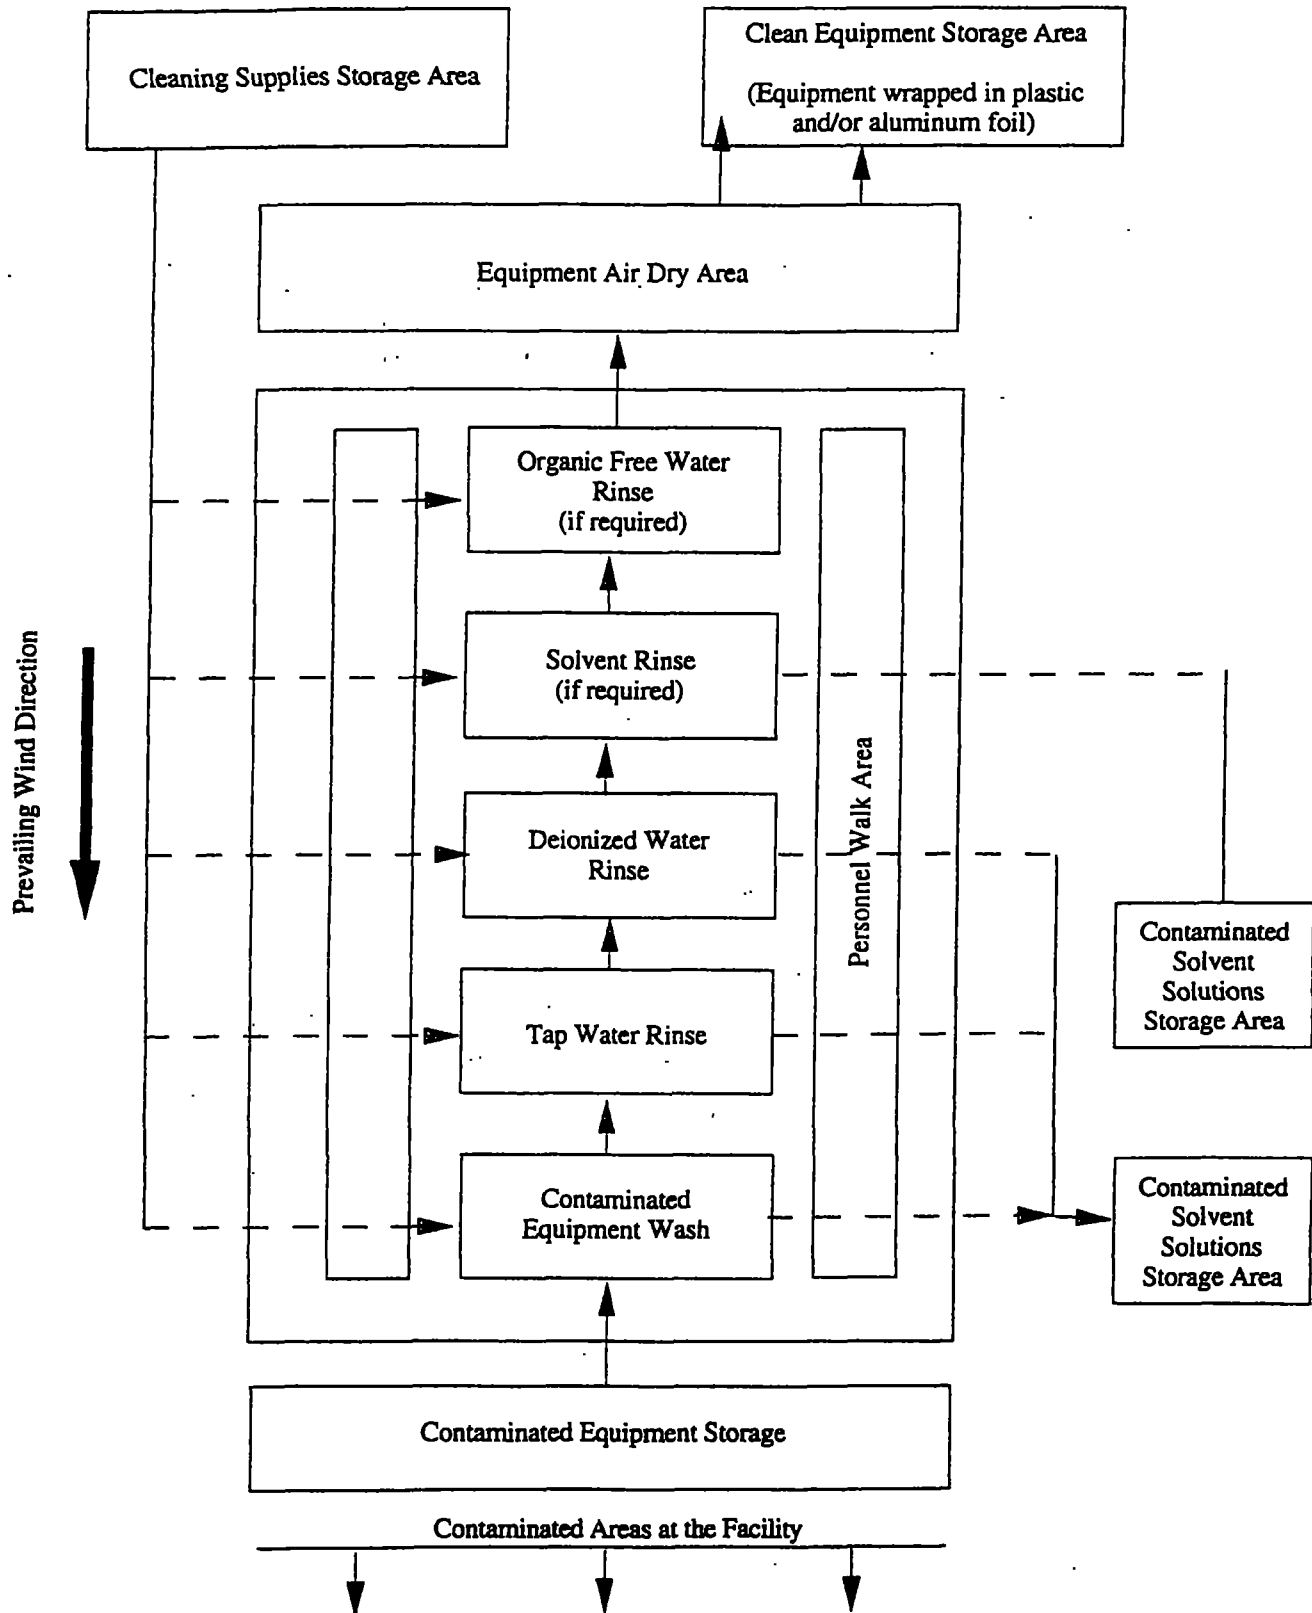 Cleaning Supplies Storage Area
Clean Equipment Storage Area
(Equipment wrapped in plastic
and/or aluminum foil)
Equipment Air Dry Area
Organic Free Water
Rinse
(if required)
Solvent Rinse
(if required)
Prevailing Wind Direction
Deionized Water
Rinse
Personnel Walk Area
Contaminated
Solvent
Solutions
Storage Area
Tap Water Rinse
Contaminated
Equipment Wash
Contaminated
Solvent
Solutions
Storage Area
Contaminated Equipment Storage
Contaminated Areas at the Facility